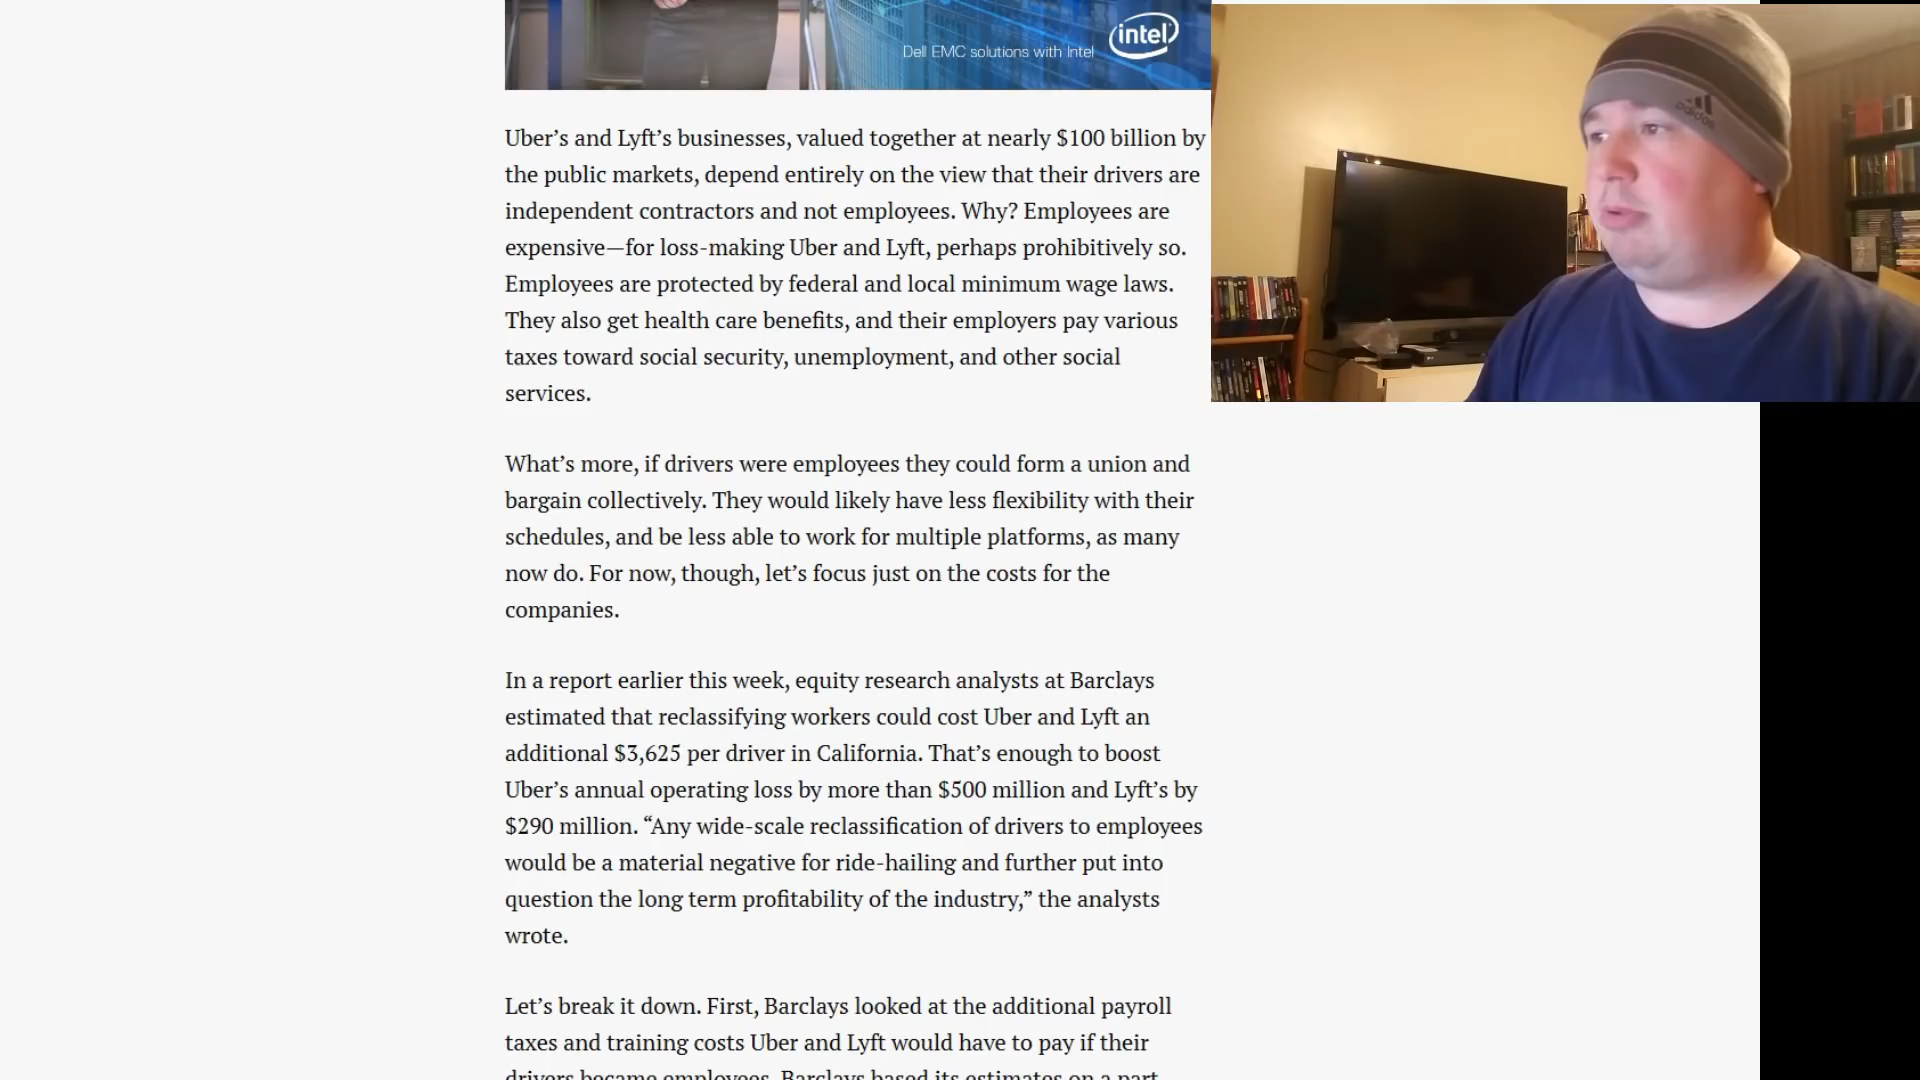 Dell EMC solutions with Intel
intel
adidas
Uber’s and Lyft’s businesses, valued together at nearly $100 billion by
the public markets, depend entirely on the view that their drivers are
independent contractors and not employees. Why? Employees are
expensive—for loss-making Uber and Lyft, perhaps prohibitively so.
Employees are protected by federal and local minimum wage laws.
They also get health care benefits, and their employers pay various
taxes toward social security, unemployment, and other social
services.
What’s more, if drivers were employees they could form a union and
bargain collectively. They would likely have less flexibility with their
schedules, and be less able to work for multiple platforms, as many
now do. For now, though, let’s focus just on the costs for the
companies.
In a report earlier this week, equity research analysts at Barclays
estimated that reclassifying workers could cost Uber and Lyft an
additional $3,625 per driver in California. That’s enough to boost
Uber’s annual operating loss by more than $500 million and Lyft’s by
$290 million. “Any wide-scale reclassification of drivers to employees
would be a material negative for ride-hailing and further put into
question the long term profitability of the industry,” the analysts
wrote.
Let’s break it down. First, Barclays looked at the additional payroll
taxes and training costs Uber and Lyft would have to pay if their
drivers became employees. Barclays based its estimates on a part